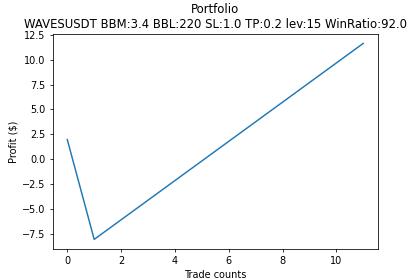 Portfolio
WAVESUSDT BBM:3.4 BBL:220 SL:1.0 TP:0.2 lev:15 WinRatio:92.0
12.5
10.0
7.5
5.0
2.5
0.0
−2.5
−5.0
−7.5
Profit ($)
0 2 4 6 8 10
Trade counts